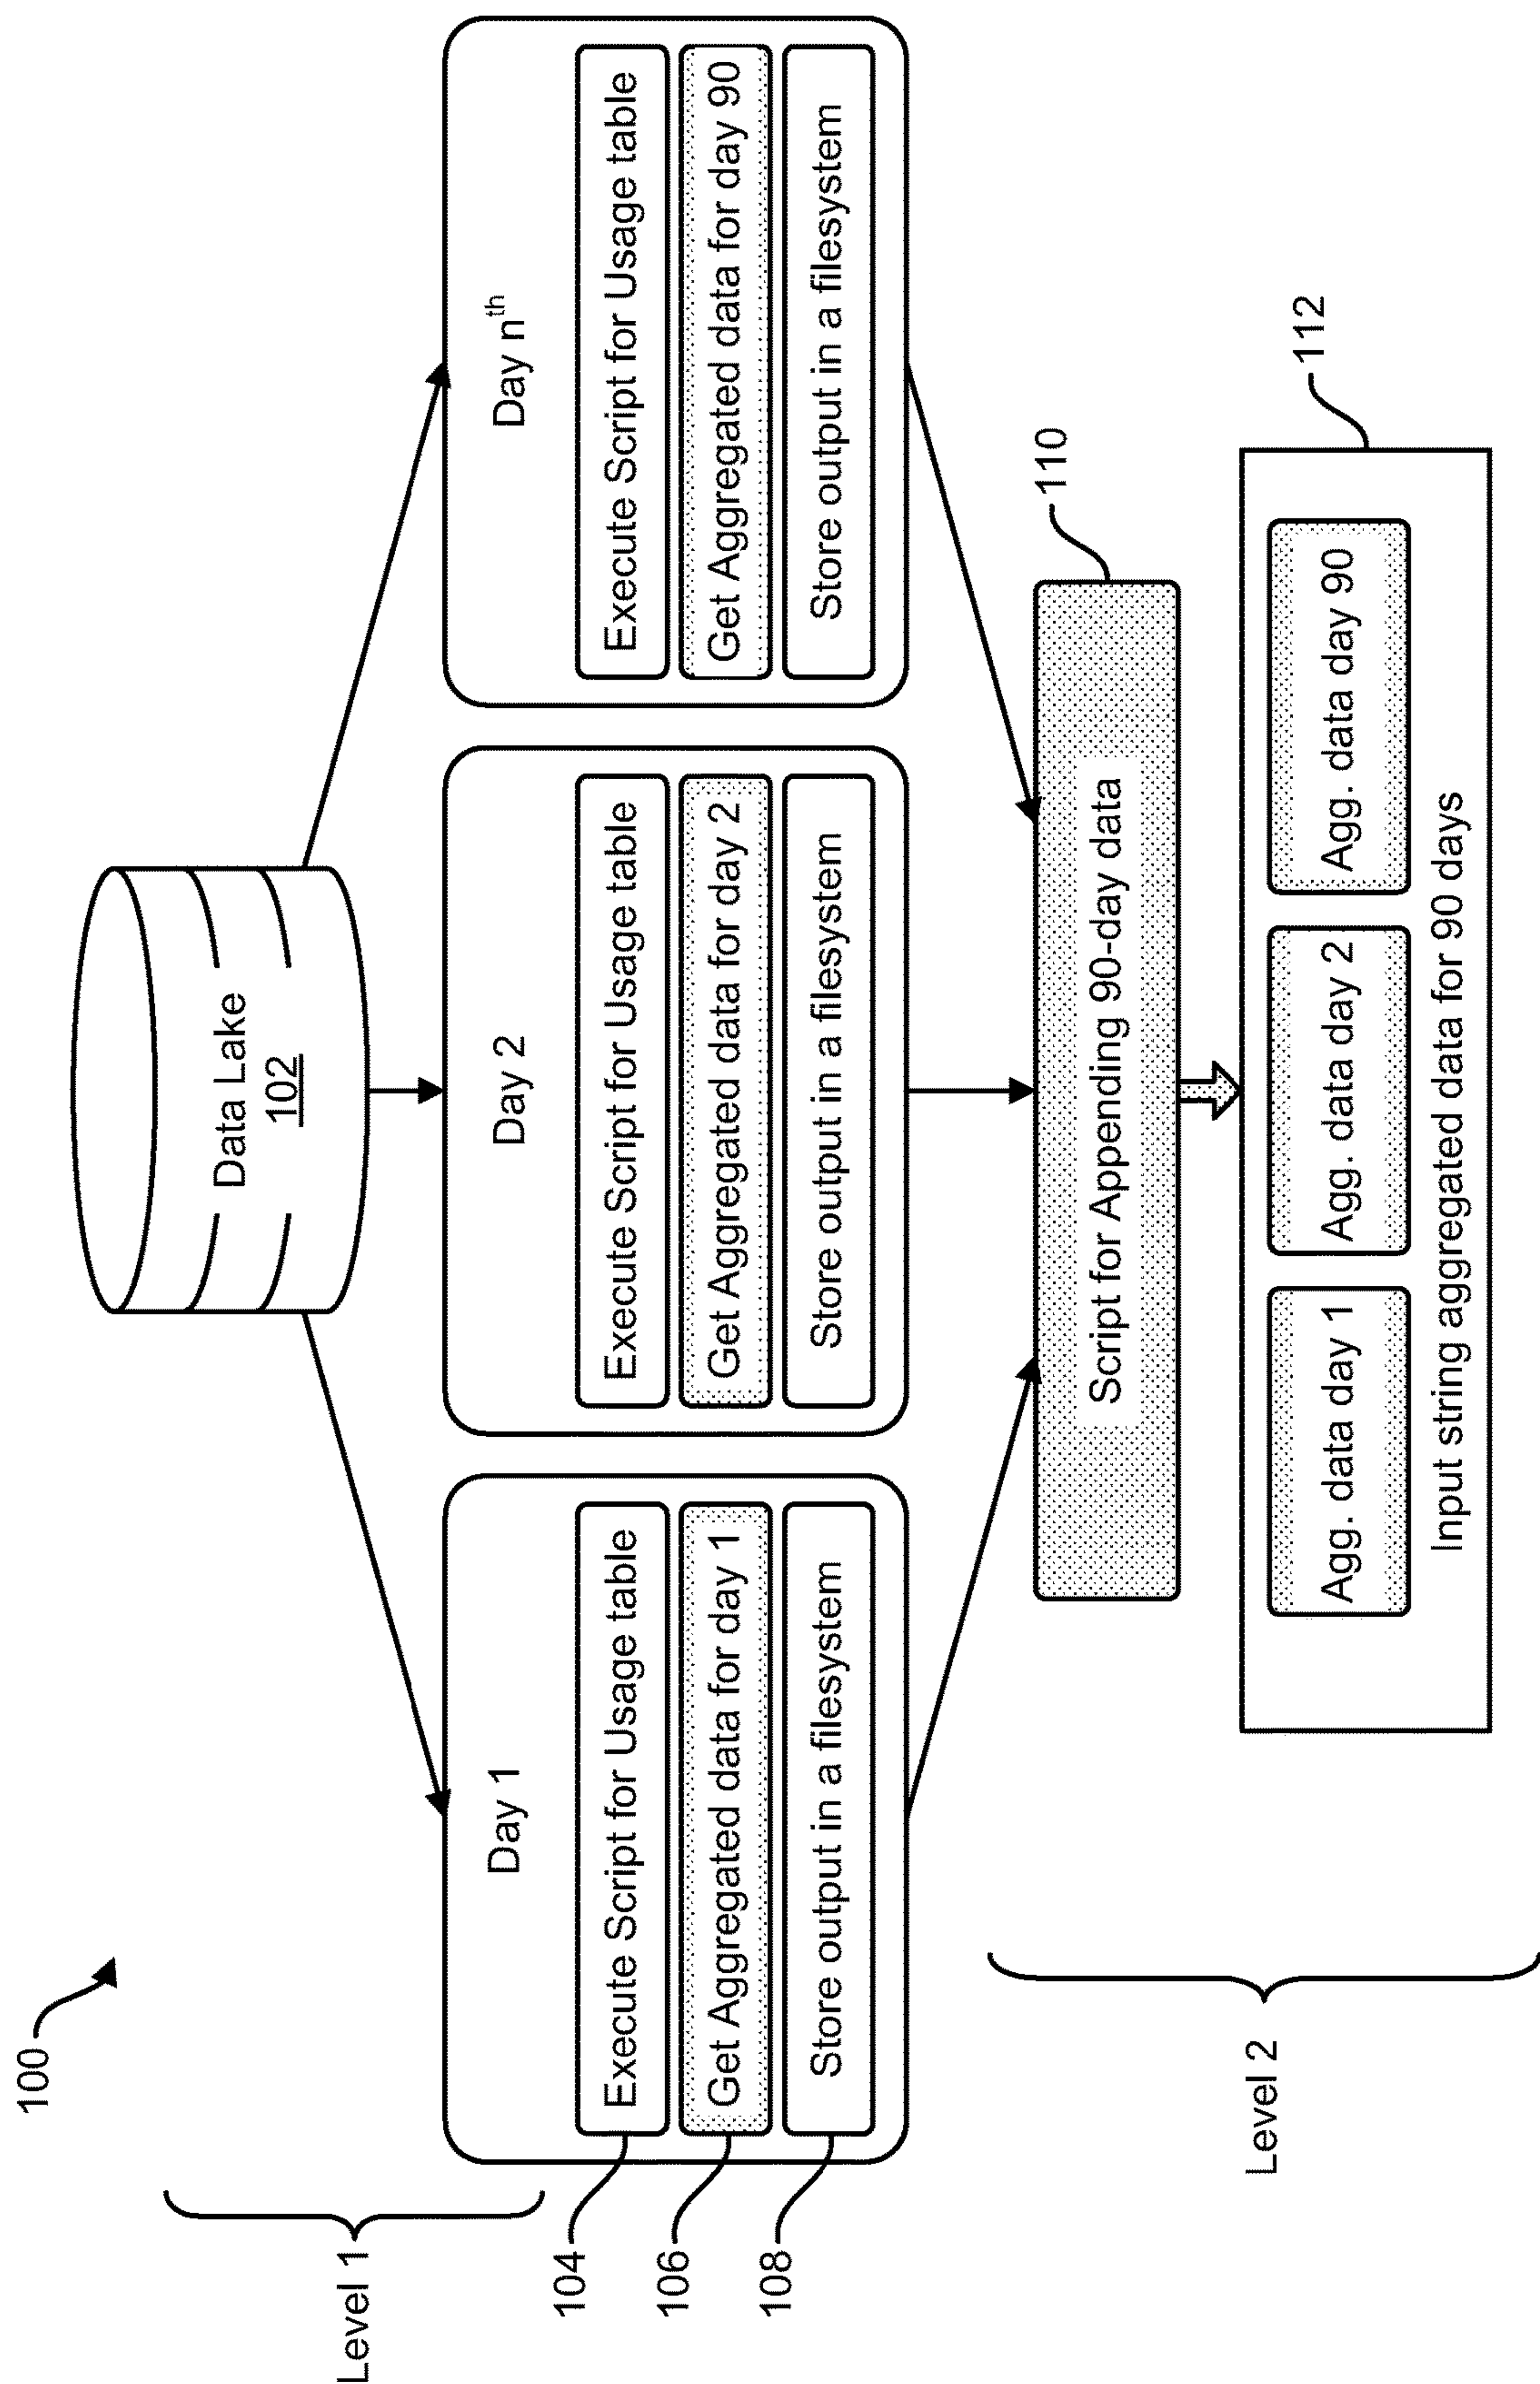 100
Level 1
Data Lake
102
Day 1
104
Execute Script for Usage table
106
Get Aggregated data for day 1
108
Store output in a filesystem
Day 2
Execute Script for Usage table
Get Aggregated data for day 2
Store output in a filesystem
Day nth
Execute Script for Usage table
Get Aggregated data for day 90
Store output in a filesystem
Level 2
Script for Appending 90-day data
110
112
Agg. data day 1
Agg. data day 2
Agg. data day 90
Input string aggregated data for 90 days